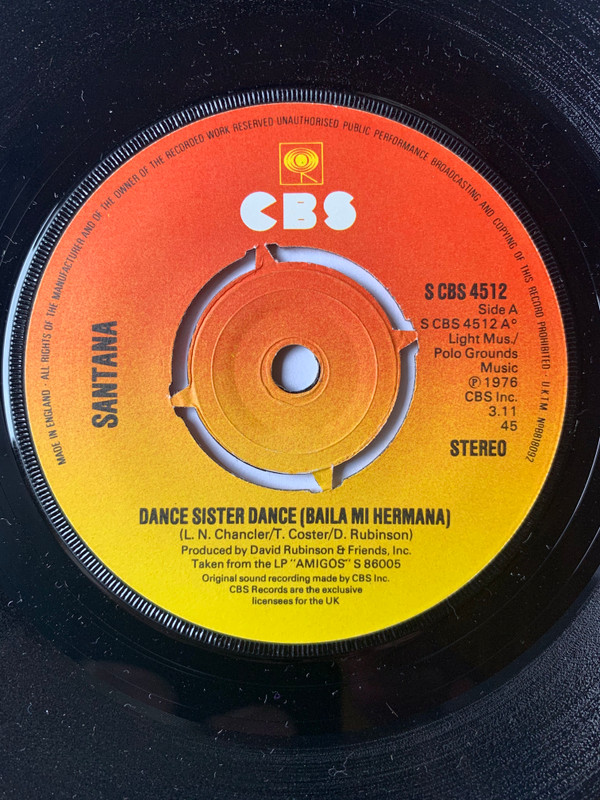 MADE IN ENGLAND · ALL RIGHTS OF THE MANUFACTURER AND OF THE OWNER OF THE RECORDED WORK RESERVED · UNAUTHORISED PUBLIC PERFORMANCE BROADCASTING AND COPYING OF THIS RECORD PROHIBITED · U.K.T.M. Nº B818092
CBS
SANTANA
S CBS 4512
Side A
S CBS 4512 Aº
Light Mus./
Polo Grounds
Music
℗ 1976
CBS Inc.
3.11
45
STEREO
DANCE SISTER DANCE (BAILA MI HERMANA)
(L. N. Chancler/T. Coster/D. Rubinson)
Produced by David Rubinson & Friends, Inc.
Taken from the LP "AMIGOS" S 86005
Original sound recording made by CBS Inc.
CBS Records are the exclusive
licensees for the UK